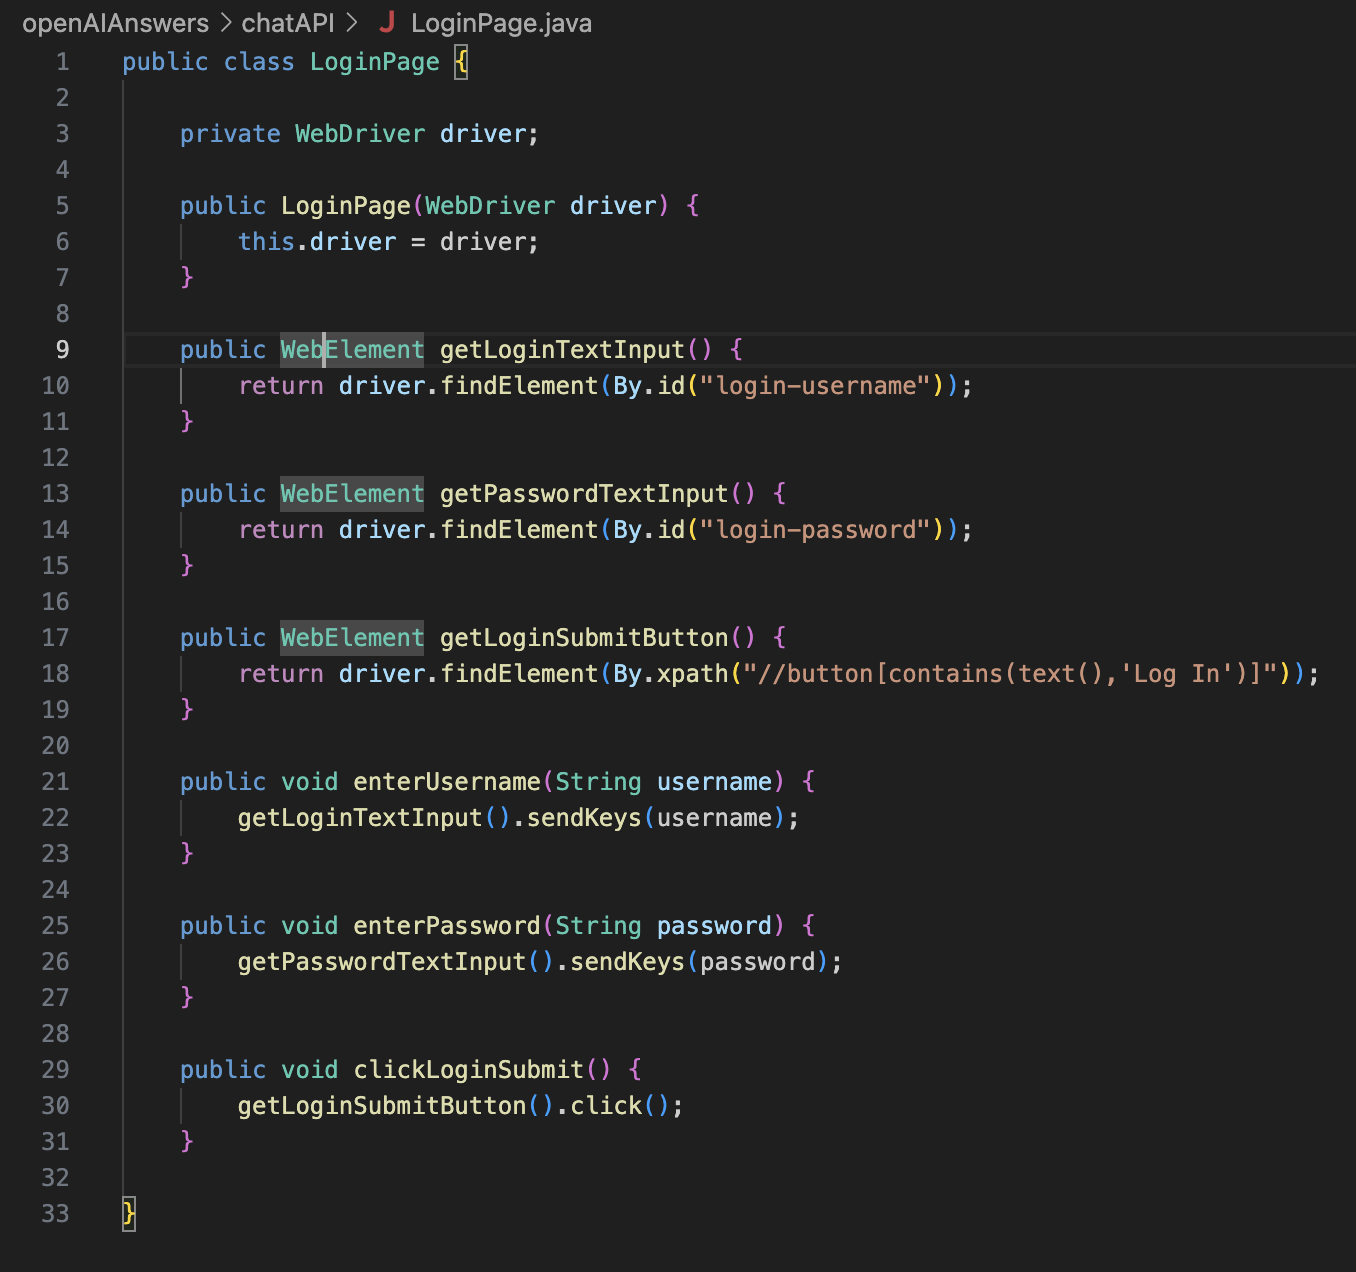 openAIAnswers > chatAPI > J LoginPage.java
1 public class LoginPage {
2
3     private WebDriver driver;
4
5     public LoginPage(WebDriver driver) {
6         this.driver = driver;
7     }
8
9     public WebElement getLoginTextInput() {
10         return driver.findElement(By.id("login-username"));
11     }
12
13     public WebElement getPasswordTextInput() {
14         return driver.findElement(By.id("login-password"));
15     }
16
17     public WebElement getLoginSubmitButton() {
18         return driver.findElement(By.xpath("//button[contains(text(),'Log In')]"));
19     }
20
21     public void enterUsername(String username) {
22         getLoginTextInput().sendKeys(username);
23     }
24
25     public void enterPassword(String password) {
26         getPasswordTextInput().sendKeys(password);
27     }
28
29     public void clickLoginSubmit() {
30         getLoginSubmitButton().click();
31     }
32
33 }